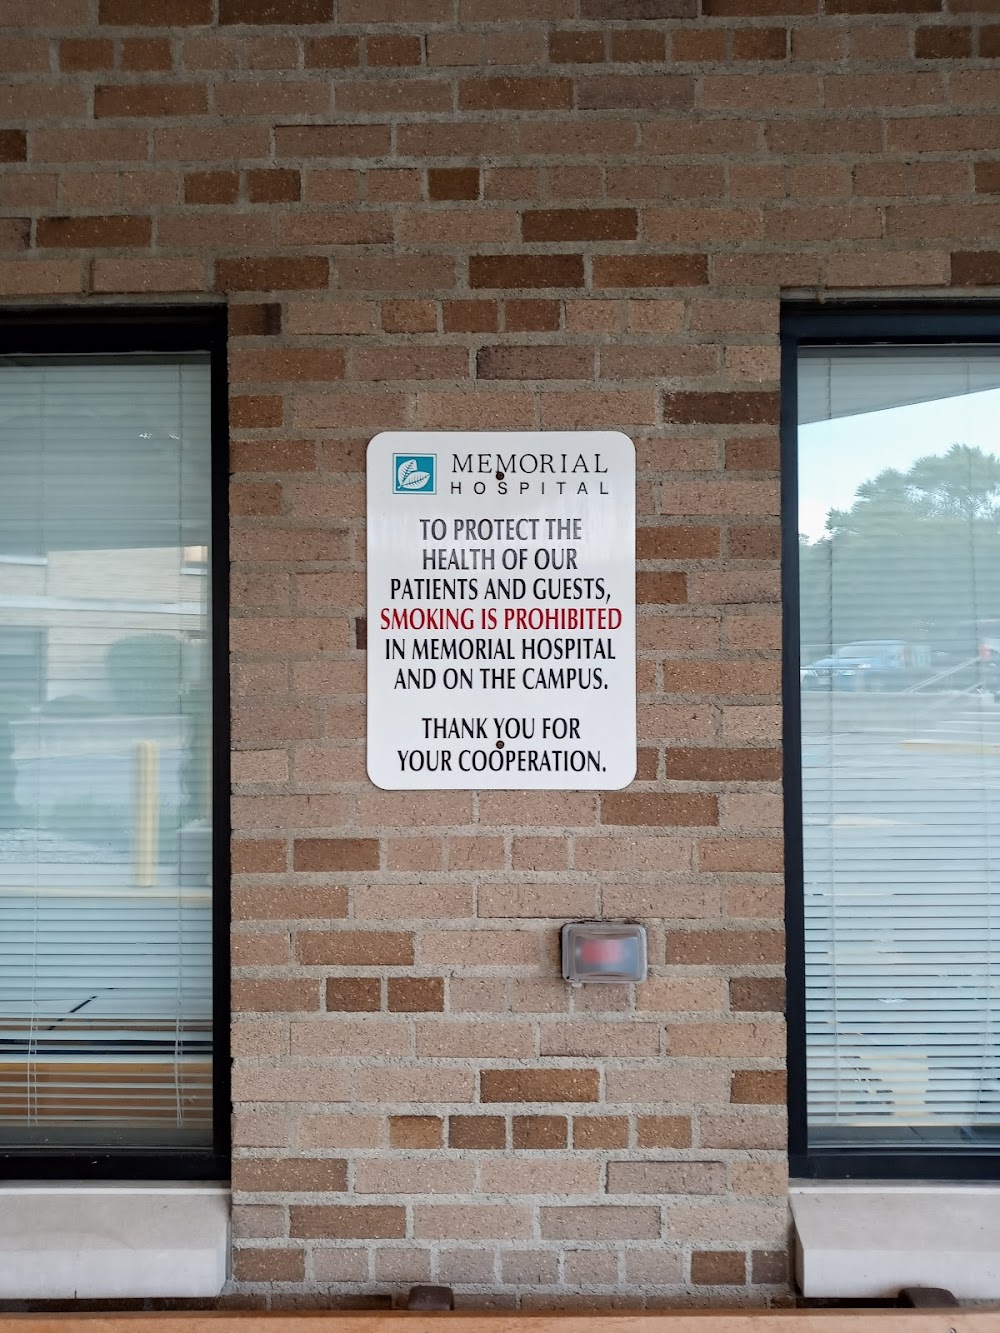 MEMORIAL
HOSPITAL
TO PROTECT THE
HEALTH OF OUR
PATIENTS AND GUESTS,
SMOKING IS PROHIBITED
IN MEMORIAL HOSPITAL
AND ON THE CAMPUS.
THANK YOU FOR
YOUR COOPERATION.